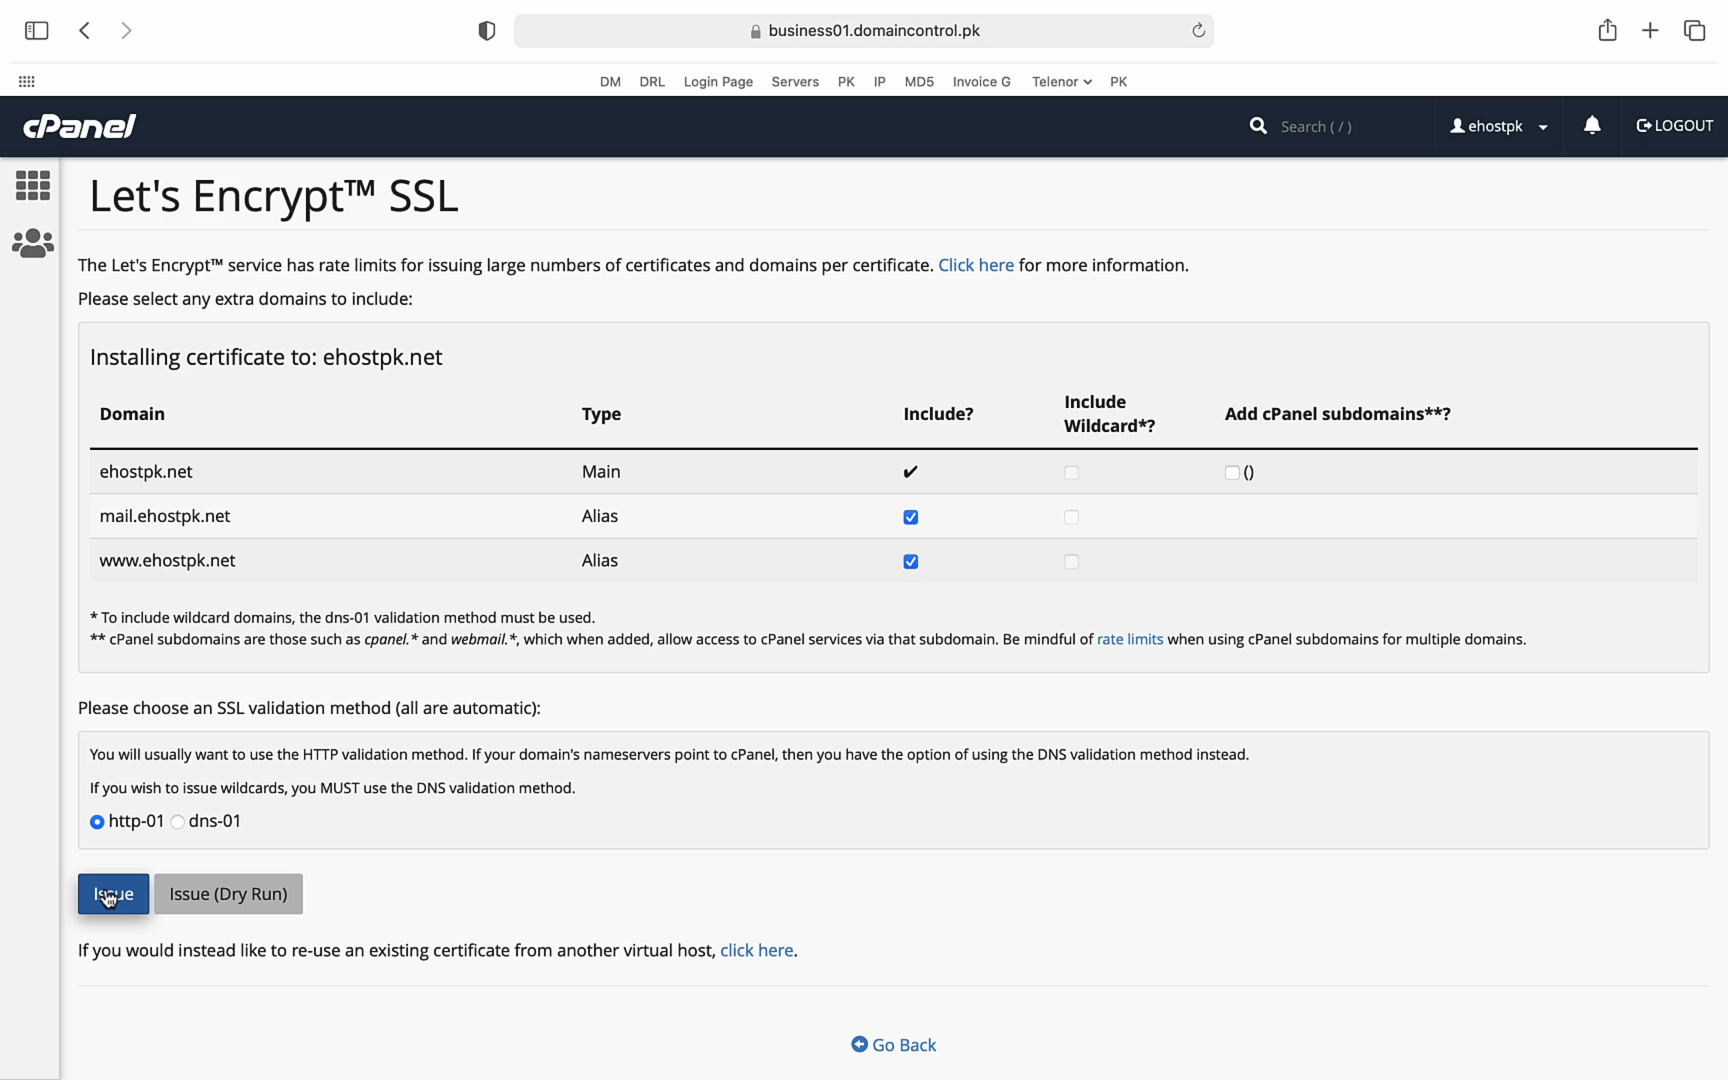 business01.domaincontrol.pk
DM DRL Login Page Servers PK IP MD5 Invoice G Telenor PK
cPanel Search ( / ) ehostpk LOGOUT
Let's Encrypt™ SSL
The Let's Encrypt™ service has rate limits for issuing large numbers of certificates and domains per certificate. Click here for more information.
Please select any extra domains to include:
Installing certificate to: ehostpk.net
Domain Type Include? Include Wildcard*? Add cPanel subdomains**?
ehostpk.net Main ✔ ()
mail.ehostpk.net Alias
www.ehostpk.net Alias
* To include wildcard domains, the dns-01 validation method must be used.
** cPanel subdomains are those such as cpanel.* and webmail.*, which when added, allow access to cPanel services via that subdomain. Be mindful of rate limits when using cPanel subdomains for multiple domains.
Please choose an SSL validation method (all are automatic):
You will usually want to use the HTTP validation method. If your domain's nameservers point to cPanel, then you have the option of using the DNS validation method instead.
If you wish to issue wildcards, you MUST use the DNS validation method.
http-01 dns-01
Issue Issue (Dry Run)
If you would instead like to re-use an existing certificate from another virtual host, click here.
Go Back